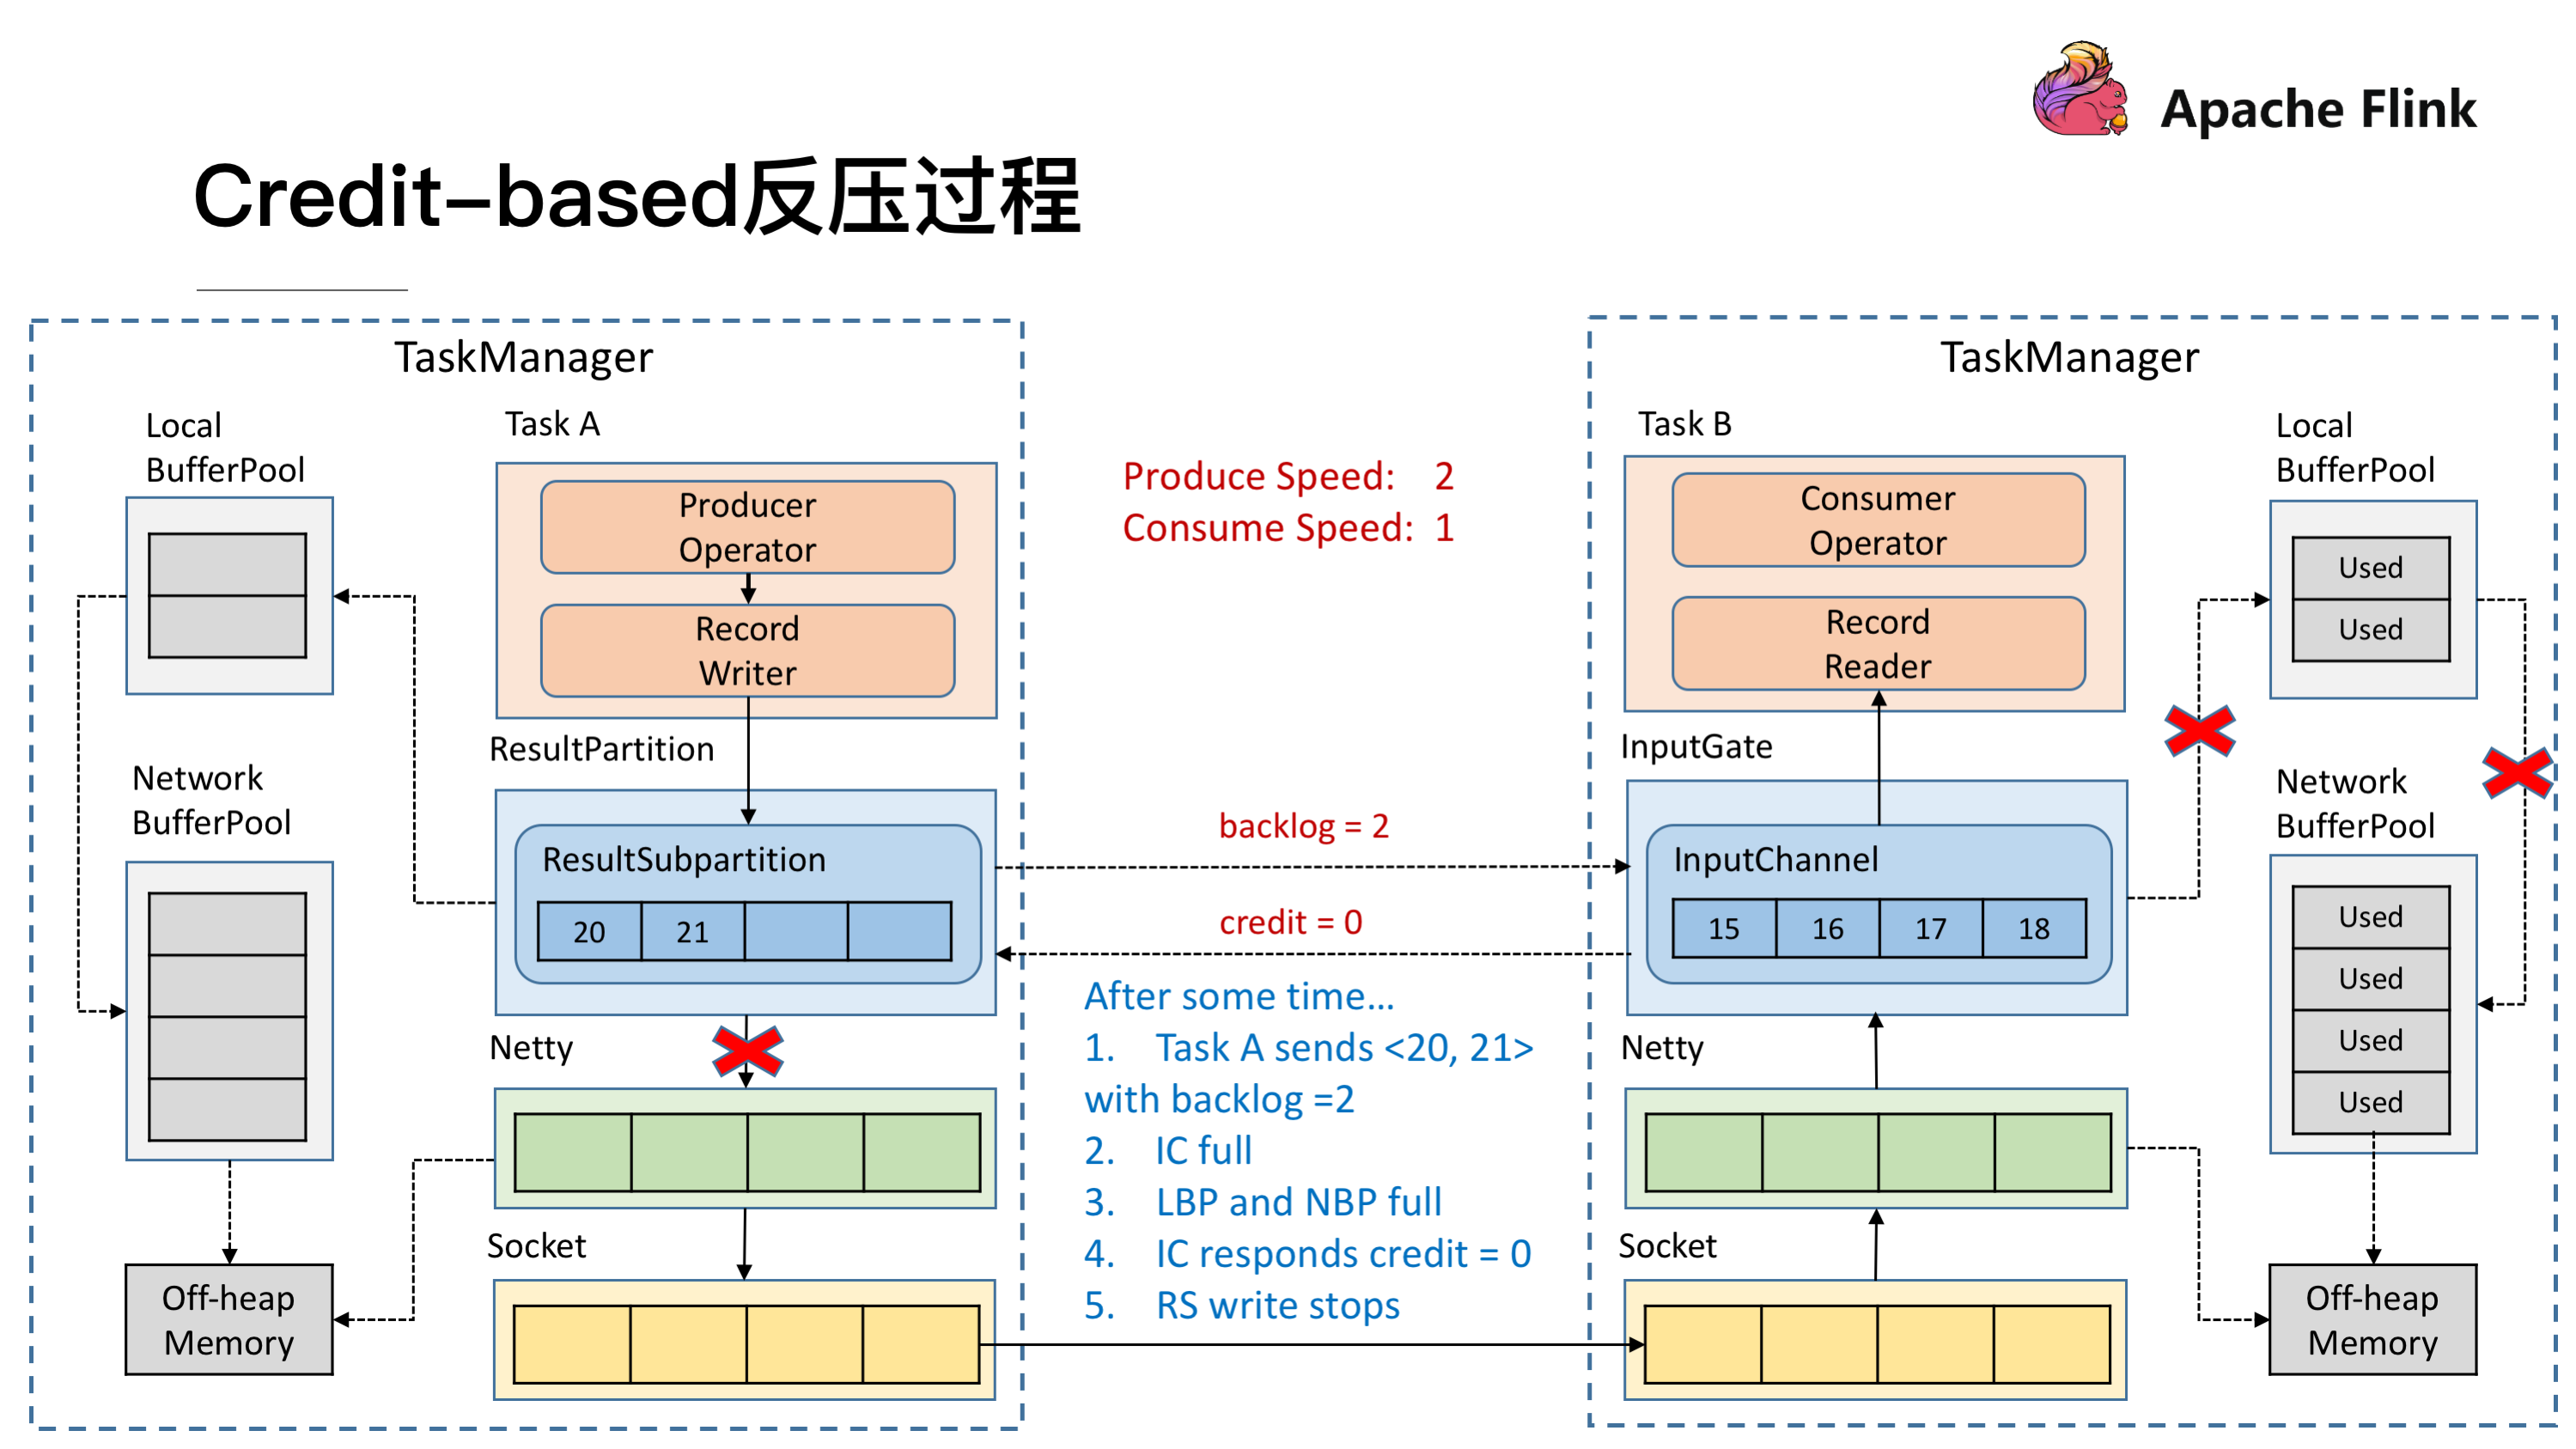 Apache Flink
Credit-based反压过程
TaskManager
Local
BufferPool
Task A
Producer
Operator
Record
Writer
ResultPartition
Network
BufferPool
ResultSubpartition
20 21
Netty
Socket
Off-heap
Memory
Produce Speed: 2
Consume Speed: 1
backlog = 2
credit = 0
After some time...
1. Task A sends <20, 21>
with backlog =2
2. IC full
3. LBP and NBP full
4. IC responds credit = 0
5. RS write stops
TaskManager
Task B
Consumer
Operator
Record
Reader
Local
BufferPool
Used
Used
InputGate
InputChannel
15 16 17 18
Network
BufferPool
Used
Used
Used
Used
Netty
Socket
Off-heap
Memory